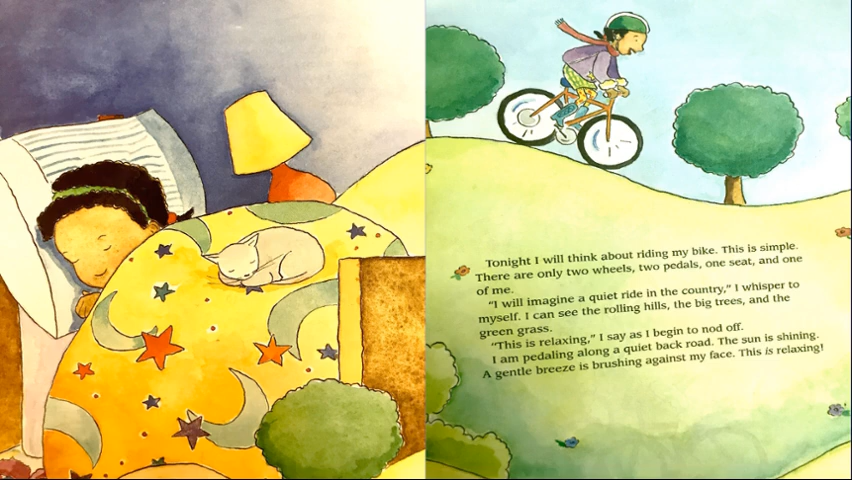 Tonight I will think about riding my bike. This is simple.
There are only two wheels, two pedals, one seat, and one
of me.
“I will imagine a quiet ride in the country,” I whisper to
myself. I can see the rolling hills, the big trees, and the
green grass.
“This is relaxing,” I say as I begin to nod off.
I am pedaling along a quiet back road. The sun is shining.
A gentle breeze is brushing against my face. This is relaxing!